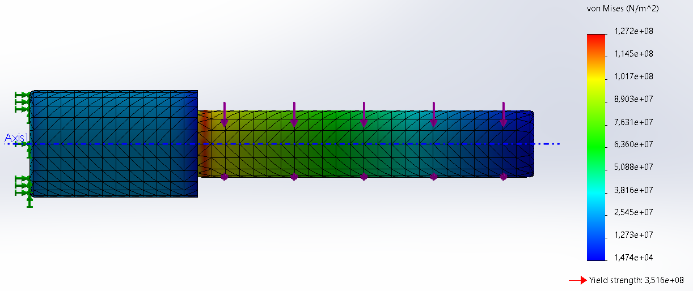 von Mises (N/m^2)
1,272e+08
1,145e+08
1,017e+08
8,903e+07
7,631e+07
6,360e+07
5,088e+07
3,816e+07
2,545e+07
1,273e+07
1,474e+04
Yield strength: 3,516e+08
Axis1